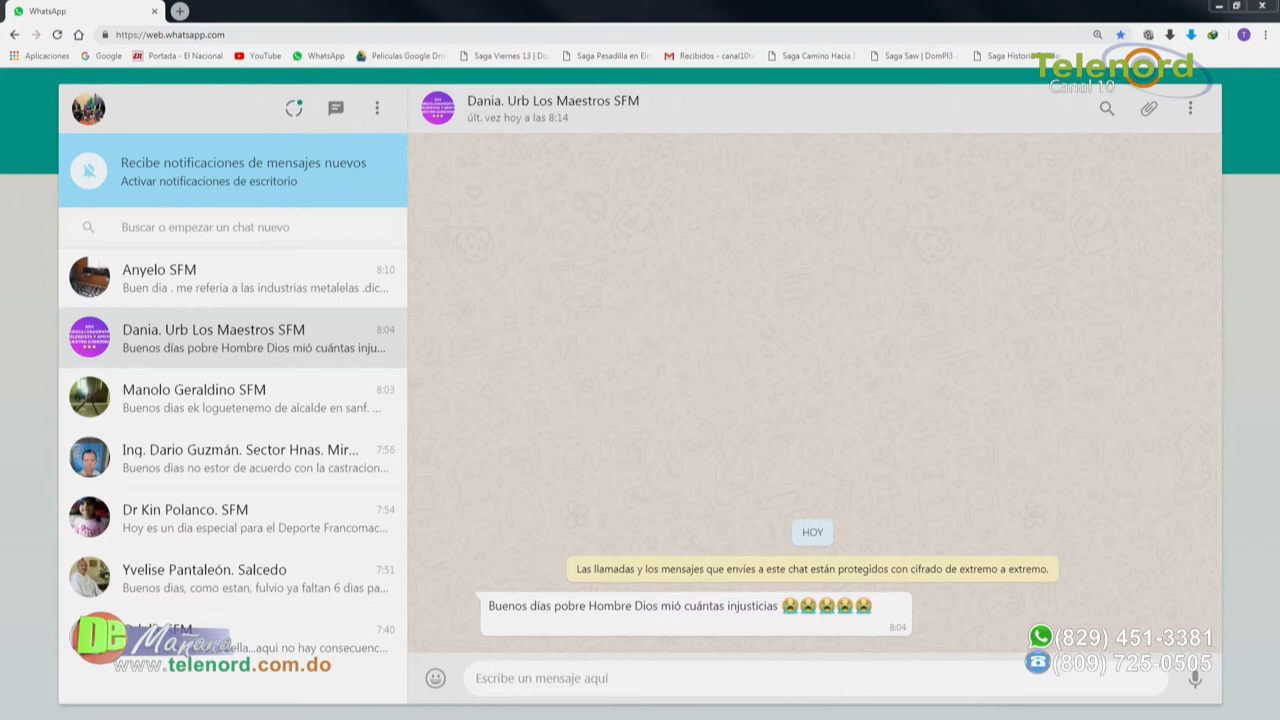 WhatsApp
https://web.whatsapp.com
Aplicaciones
Google
Portada - El Nacional
YouTube
WhatsApp
Peliculas Google Driv
Saga Viernes 13 | Do
Saga Pesadilla en Elm
Recibidos - canal10te
Saga Camino Hacia E
Saga Saw | DomPl3
Saga Histori
Telenord
Canal 10
Dania. Urb Los Maestros SFM
últ. vez hoy a las 8:14
Recibe notificaciones de mensajes nuevos
Activar notificaciones de escritorio
Buscar o empezar un chat nuevo
Anyelo SFM 8:10
Buen dia . me referia a las industrias metalelas .dic...
Dania. Urb Los Maestros SFM 8:04
Buenos días pobre Hombre Dios mió cuántas inju...
Manolo Geraldino SFM 8:03
Buenos dias ek loguetenemo de alcalde en sanf. ...
Ing. Dario Guzmán. Sector Hnas. Mir... 7:56
Buenos dias no estor de acuerdo con la castracion...
Dr Kin Polanco. SFM 7:54
Hoy es un dia especial para el Deporte Francomac...
Yvelise Pantaleón. Salcedo 7:51
Buenos dias, como estan, fulvio ya faltan 6 dias pa...
SFM 7:40
ella...aqui no hay consecuenc...
De Mañana
www.telenord.com.do
HOY
Las llamadas y los mensajes que envíes a este chat están protegidos con cifrado de extremo a extremo.
Buenos días pobre Hombre Dios mió cuántas injusticias 😭😭😭😭😭
8:04
Escribe un mensaje aquí
(829) 451-3381
(809) 725-0505